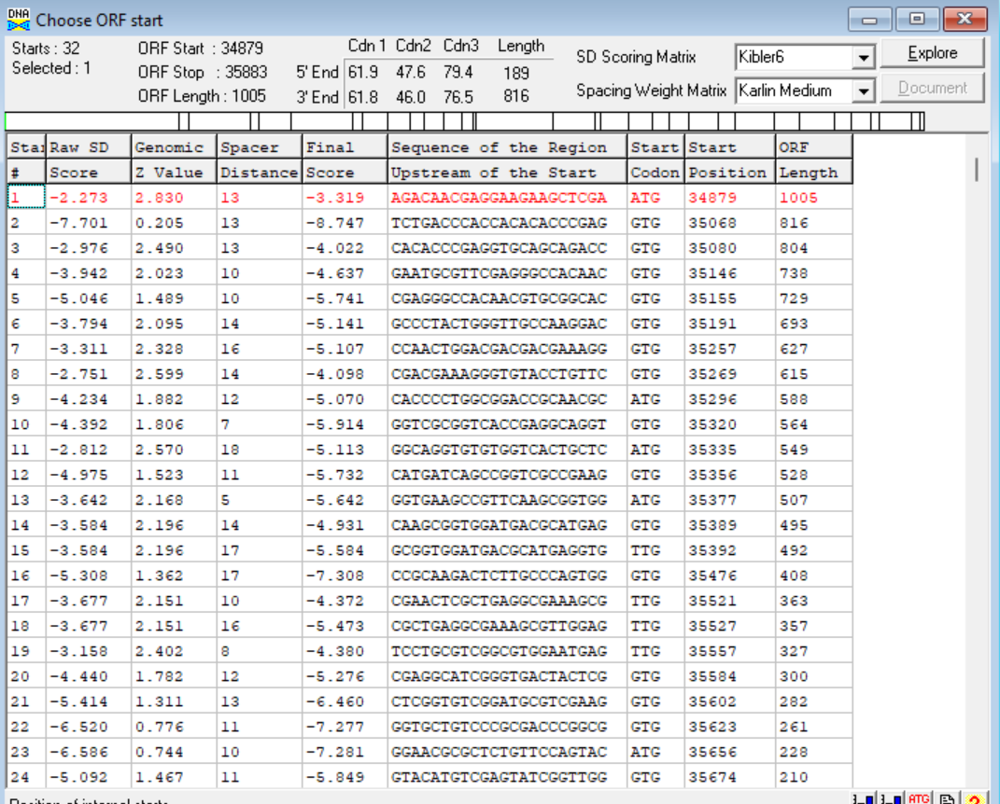 DNA Choose ORF start
Starts : 32 ORF Start : 34879 Cdn 1 Cdn2 Cdn3 Length SD Scoring Matrix Kibler6 Explore
Selected : 1 ORF Stop : 35883 5' End 61.9 47.6 79.4 189
ORF Length : 1005 3' End 61.8 46.0 76.5 816 Spacing Weight Matrix Karlin Medium Document
Star Raw SD Genomic Spacer Final Sequence of the Region Start Start ORF
# Score Z Value Distance Score Upstream of the Start Codon Position Length
1 -2.273 2.830 13 -3.319 AGACAACGAGGAAGAAGCTCGA ATG 34879 1005
2 -7.701 0.205 13 -8.747 TCTGACCCACCACACACCCGAG GTG 35068 816
3 -2.976 2.490 13 -4.022 CACACCCGAGGTGCAGCAGACC GTG 35080 804
4 -3.942 2.023 10 -4.637 GAATGCGTTCGAGGGCCACAAC GTG 35146 738
5 -5.046 1.489 10 -5.741 CGAGGGCCACAACGTGCGGCAC GTG 35155 729
6 -3.794 2.095 14 -5.141 GCCCTACTGGGTTGCCAAGGAC GTG 35191 693
7 -3.311 2.328 16 -5.107 CCAACTGGACGACGACGAAAGG GTG 35257 627
8 -2.751 2.599 14 -4.098 CGACGAAAGGGTGTACCTGTTC GTG 35269 615
9 -4.234 1.882 12 -5.070 CACCCCTGGCGGACCGCAACGC ATG 35296 588
10 -4.392 1.806 7 -5.914 GGTCGCGGTCACCGAGGCAGGT GTG 35320 564
11 -2.812 2.570 18 -5.113 GGCAGGTGTGTGGTCACTGCTC ATG 35335 549
12 -4.975 1.523 11 -5.732 CATGATCAGCCGGTCGCCGAAG GTG 35356 528
13 -3.642 2.168 5 -5.642 GGTGAAGCCGTTCAAGCGGTGG ATG 35377 507
14 -3.584 2.196 14 -4.931 CAAGCGGTGGATGACGCATGAG GTG 35389 495
15 -3.584 2.196 17 -5.584 GCGGTGGATGACGCATGAGGTG TTG 35392 492
16 -5.308 1.362 17 -7.308 CCGCAAGACTCTTGCCCAGTGG GTG 35476 408
17 -3.677 2.151 10 -4.372 CGAACTCGCTGAGGCGAAAGCG TTG 35521 363
18 -3.677 2.151 16 -5.473 CGCTGAGGCGAAAGCGTTGGAG TTG 35527 357
19 -3.158 2.402 8 -4.380 TCCTGCGTCGGCGTGGAATGAG TTG 35557 327
20 -4.440 1.782 12 -5.276 CGAGGCATCGGGTGACTACTCG GTG 35584 300
21 -5.414 1.311 13 -6.460 CTCGGTGTCGGATGCGTCGAAG GTG 35602 282
22 -6.520 0.776 11 -7.277 GGTGCTGTCCCGCGACCCGGCG GTG 35623 261
23 -6.586 0.744 10 -7.281 GGAACGCGCTCTGTTCCAGTAC ATG 35656 228
24 -5.092 1.467 11 -5.849 GTACATGTCGAGTATCGGTTGG GTG 35674 210
Position of internal starts ATG ?